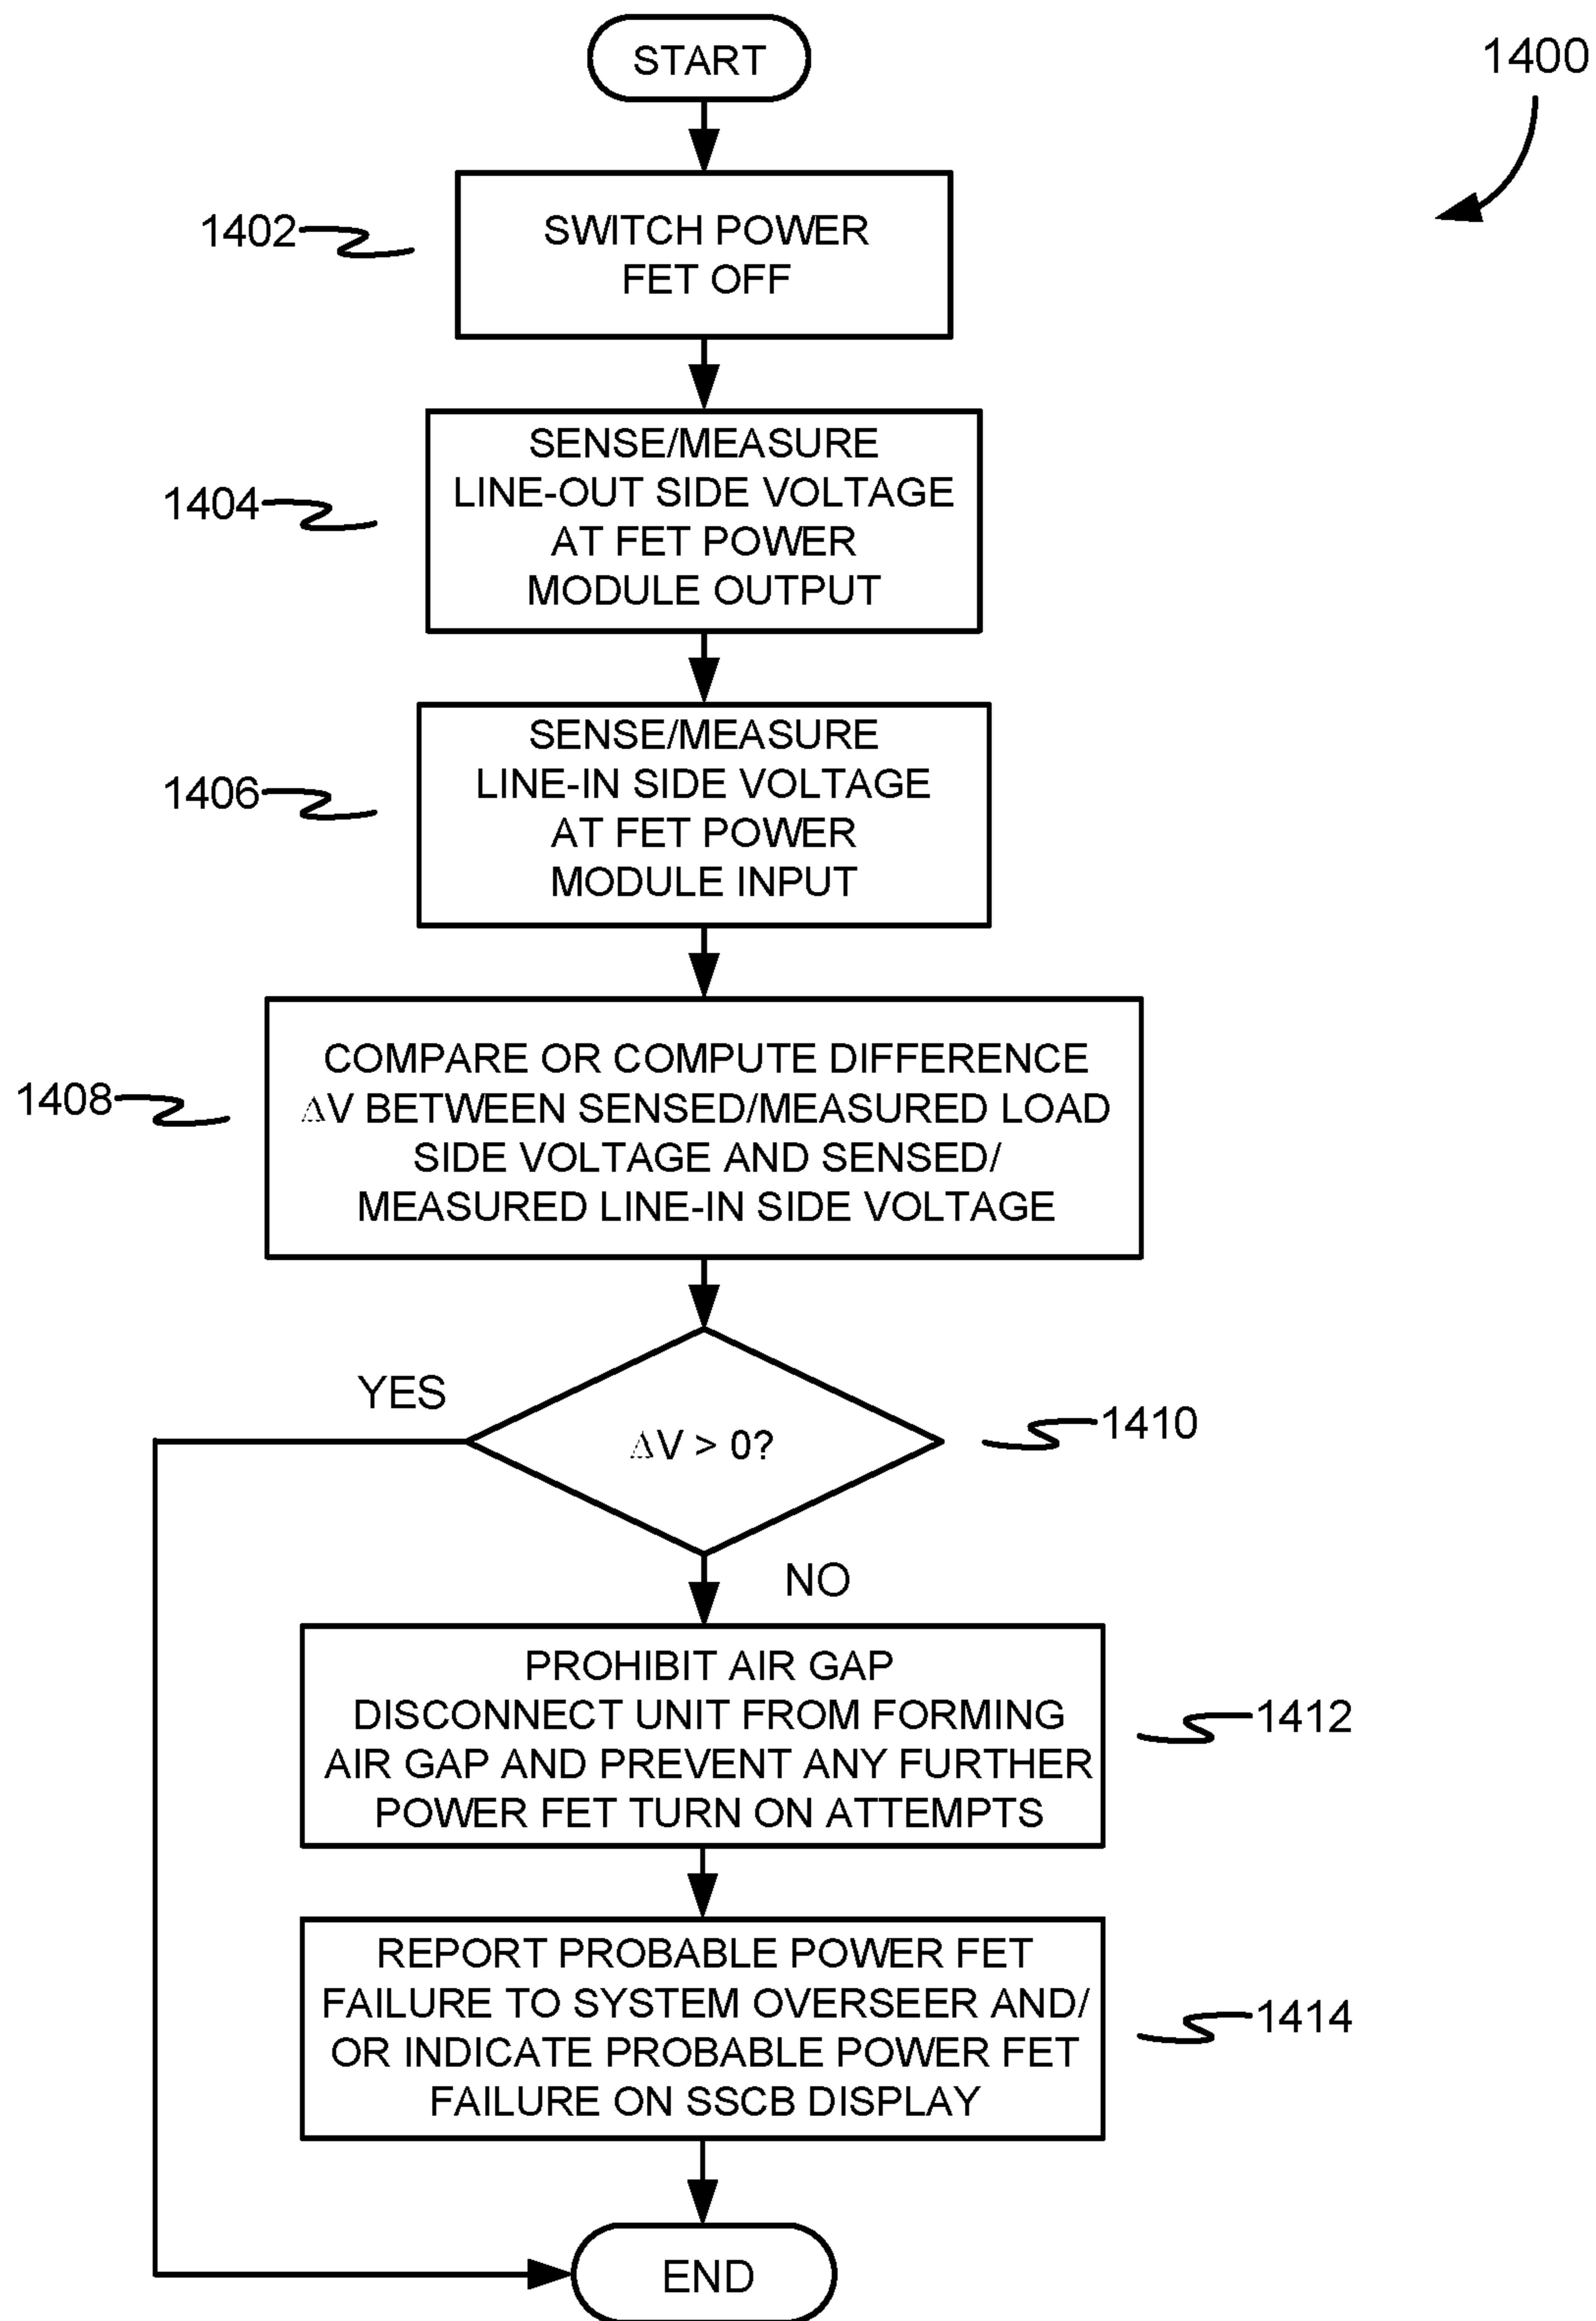 START
1400
1402
SWITCH POWER
FET OFF
1404
SENSE/MEASURE
LINE-OUT SIDE VOLTAGE
AT FET POWER
MODULE OUTPUT
1406
SENSE/MEASURE
LINE-IN SIDE VOLTAGE
AT FET POWER
MODULE INPUT
1408
COMPARE OR COMPUTE DIFFERENCE
ΔV BETWEEN SENSED/MEASURED LOAD
SIDE VOLTAGE AND SENSED/
MEASURED LINE-IN SIDE VOLTAGE
YES
ΔV > 0?
1410
NO
PROHIBIT AIR GAP
DISCONNECT UNIT FROM FORMING
AIR GAP AND PREVENT ANY FURTHER
POWER FET TURN ON ATTEMPTS
1412
REPORT PROBABLE POWER FET
FAILURE TO SYSTEM OVERSEER AND/
OR INDICATE PROBABLE POWER FET
FAILURE ON SSCB DISPLAY
1414
END